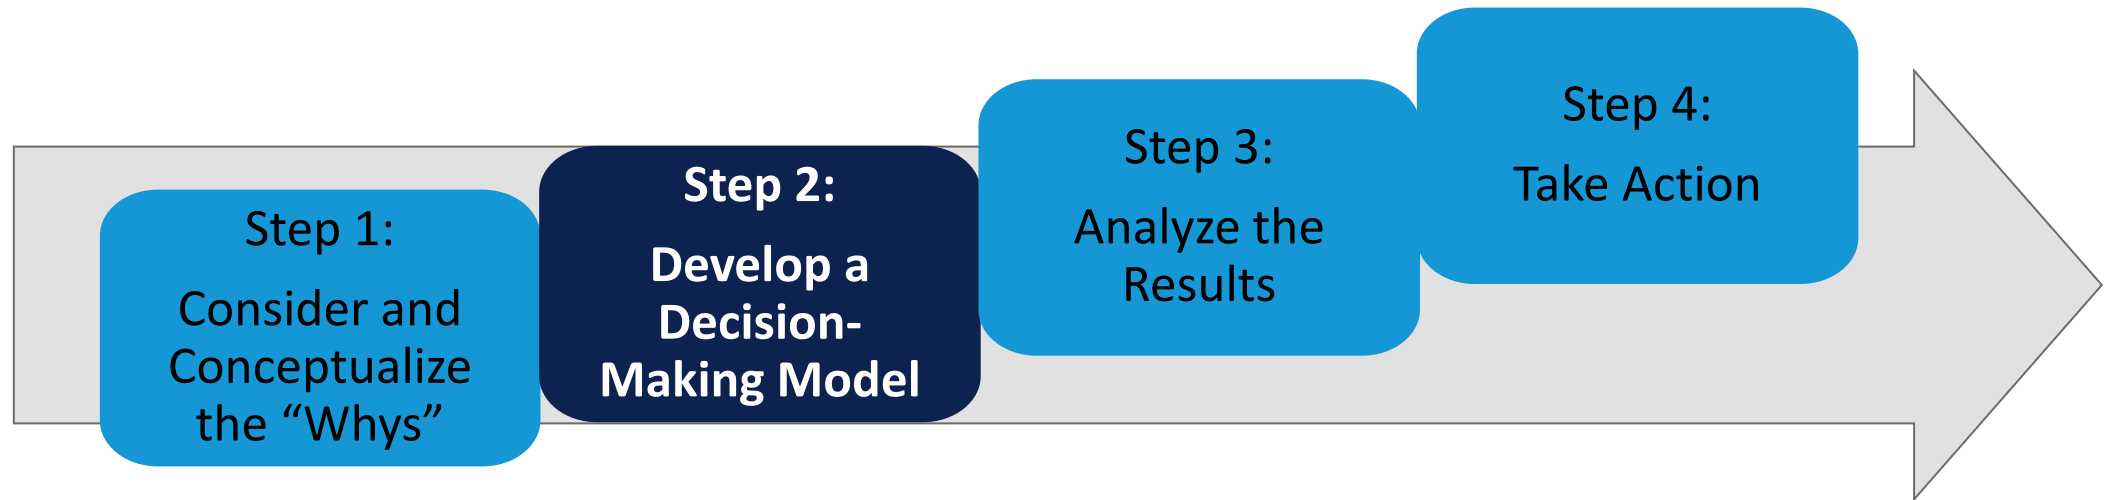 Step 1:
Consider and
Conceptualize
the “Whys”
Step 2:
Develop a
Decision-
Making Model
Step 3:
Analyze the
Results
Step 4:
Take Action